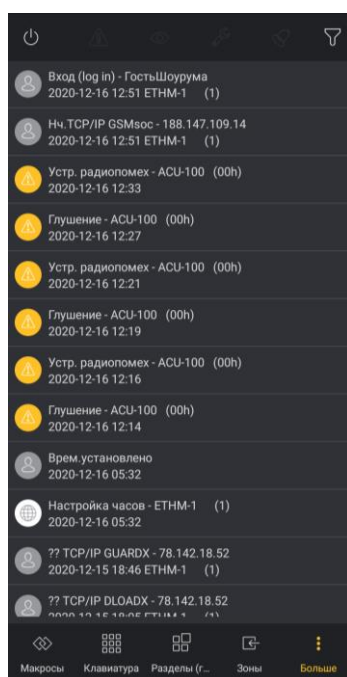 Вход (log in) - ГостьШоурума
2020-12-16 12:51 ETHM-1 (1)
Нч.TCP/IP GSMsoc - 188.147.109.14
2020-12-16 12:51 ETHM-1 (1)
Устр. радиопомех - ACU-100 (00h)
2020-12-16 12:33
Глушение - ACU-100 (00h)
2020-12-16 12:27
Устр. радиопомех - ACU-100 (00h)
2020-12-16 12:21
Глушение - ACU-100 (00h)
2020-12-16 12:19
Устр. радиопомех - ACU-100 (00h)
2020-12-16 12:16
Глушение - ACU-100 (00h)
2020-12-16 12:14
Врем.установлено
2020-12-16 05:32
Настройка часов - ETHM-1 (1)
2020-12-16 05:32
?? TCP/IP GUARDX - 78.142.18.52
2020-12-15 18:46 ETHM-1 (1)
?? TCP/IP DLOADX - 78.142.18.52
Макросы Клавиатура Разделы (г... Зоны Больше